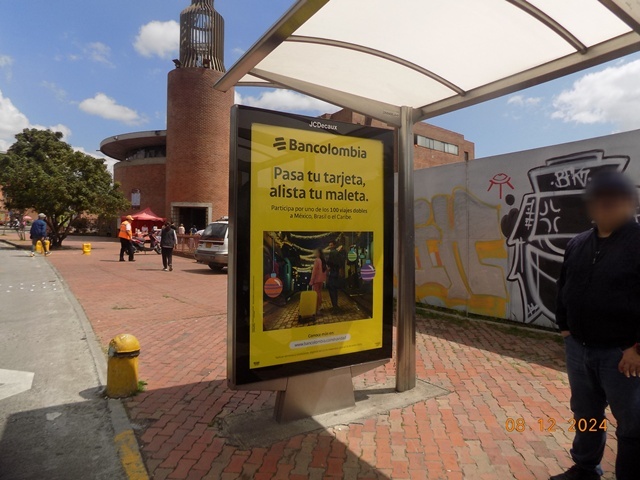 JCDecaux
Bancolombia
Pasa tu tarjeta,
alista tu maleta.
Participa por uno de los 100 viajes dobles
a México, Brasil o el Caribe.
08 12 2024